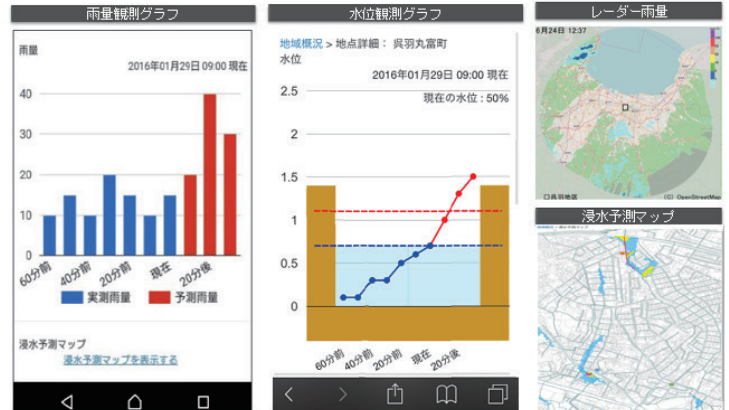 雨量観測グラフ
雨量
2016年01月29日 09:00 現在
40
30
20
10
0
60分前
40分前
20分前
現在
20分後
実測雨量
予測雨量
浸水予測マップ
浸水予測マップを表示する
水位観測グラフ
地域概況 > 地点詳細： 呉羽丸富町
水位
2016年01月29日 09:00 現在
現在の水位 : 50%
2.5
2
1.5
1
0.5
0
60分前
40分前
20分前
現在
20分後
レーダー雨量
6月24日 12:37
口呉羽地区
(C) OpenStreetMap
浸水予測マップ